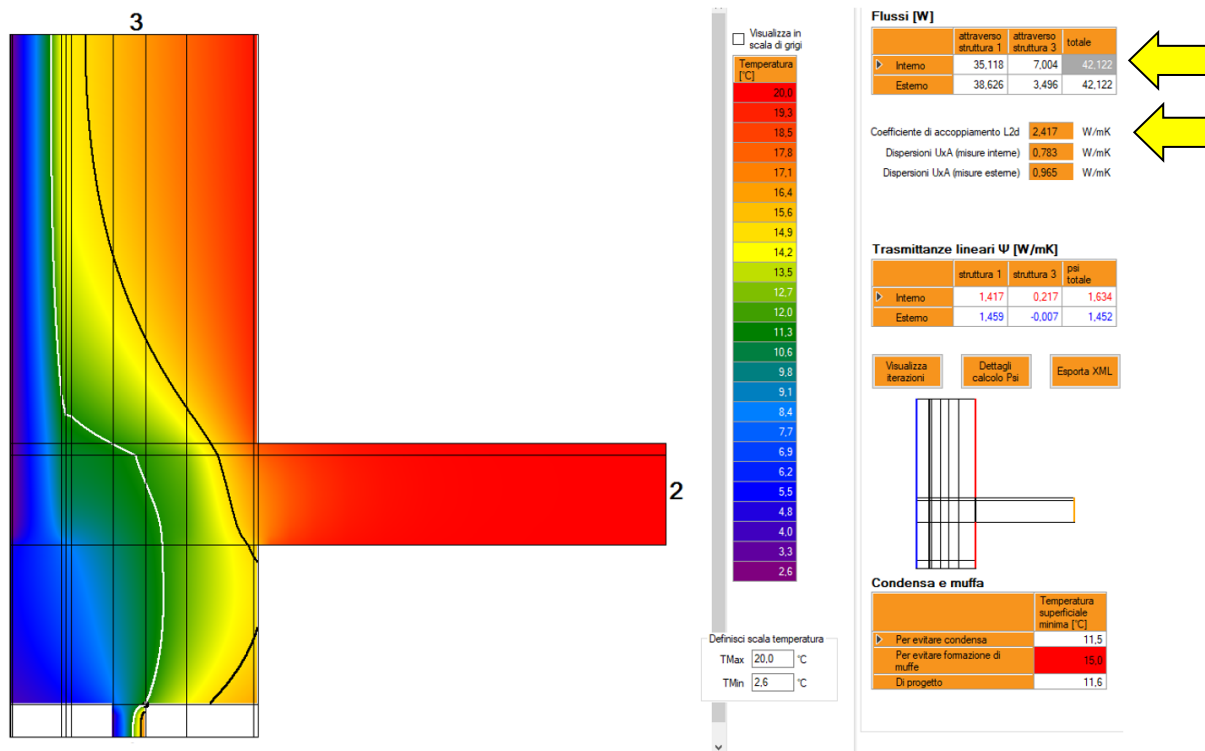 3
2
Visualizza in
scala di grigi
Temperatura
[°C]
20,0
19,3
18,5
17,8
17,1
16,4
15,6
14,9
14,2
13,5
12,7
12,0
11,3
10,6
9,8
9,1
8,4
7,7
6,9
6,2
5,5
4,8
4,0
3,3
2,6
Definisci scala temperatura
TMax 20,0 °C
TMin 2,6 °C
Flussi [W]
attraverso struttura 1 attraverso struttura 3 totale
Interno 35,118 7,004 42,122
Esterno 38,626 3,496 42,122
Coefficiente di accoppiamento L2d 2,417 W/mK
Dispersioni UxA (misure interne) 0,783 W/mK
Dispersioni UxA (misure esterne) 0,965 W/mK
Trasmittanze lineari Ψ [W/mK]
struttura 1 struttura 3 psi totale
Interno 1,417 0,217 1,634
Esterno 1,459 -0,007 1,452
Visualizza iterazioni
Dettagli calcolo Psi
Esporta XML
Condensa e muffa
Temperatura
superficiale
minima [°C]
Per evitare condensa 11,5
Per evitare formazione di muffe 15,0
Di progetto 11,6